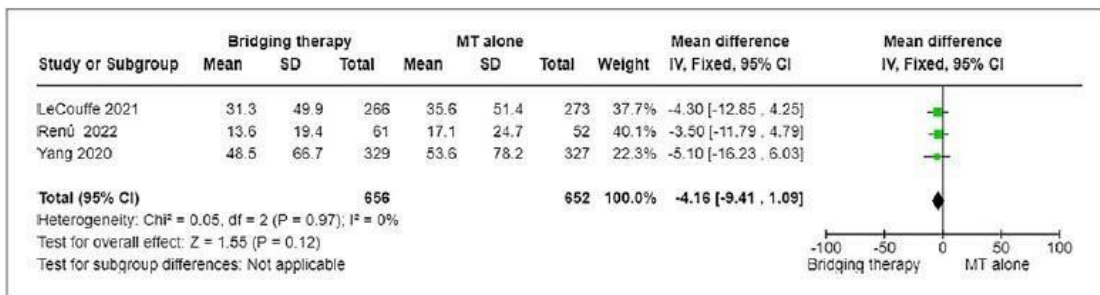 Bridging therapy MT alone Mean difference Mean difference
Study or Subgroup Mean SD Total Mean SD Total Weight IV, Fixed, 95% CI IV, Fixed, 95% CI
LeCouffe 2021 31.3 49.9 266 35.6 51.4 273 37.7% -4.30 [-12.85 , 4.25]
Renú 2022 13.6 19.4 61 17.1 24.7 52 40.1% -3.50 [-11.79 , 4.79]
Yang 2020 48.5 66.7 329 53.6 78.2 327 22.3% -5.10 [-16.23 , 6.03]
Total (95% CI) 656 652 100.0% -4.16 [-9.41 , 1.09]
Heterogeneity: Chi² = 0.05, df = 2 (P = 0.97); I² = 0%
Test for overall effect: Z = 1.55 (P = 0.12)
Test for subgroup differences: Not applicable
-100 -50 0 50 100
Bridging therapy MT alone